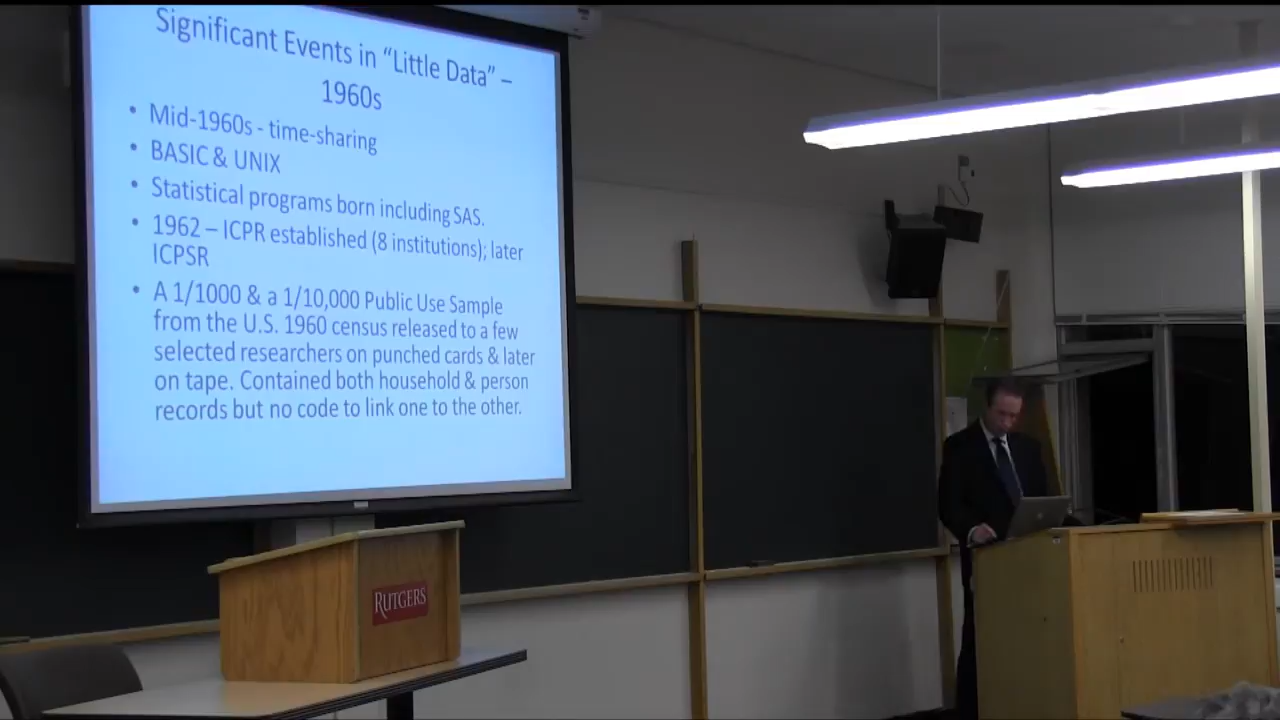 Significant Events in “Little Data” –
1960s
• Mid-1960s - time-sharing
• BASIC & UNIX
• Statistical programs born including SAS.
• 1962 – ICPR established (8 institutions); later
ICPSR
• A 1/1000 & a 1/10,000 Public Use Sample
from the U.S. 1960 census released to a few
selected researchers on punched cards & later
on tape. Contained both household & person
records but no code to link one to the other.
RUTGERS